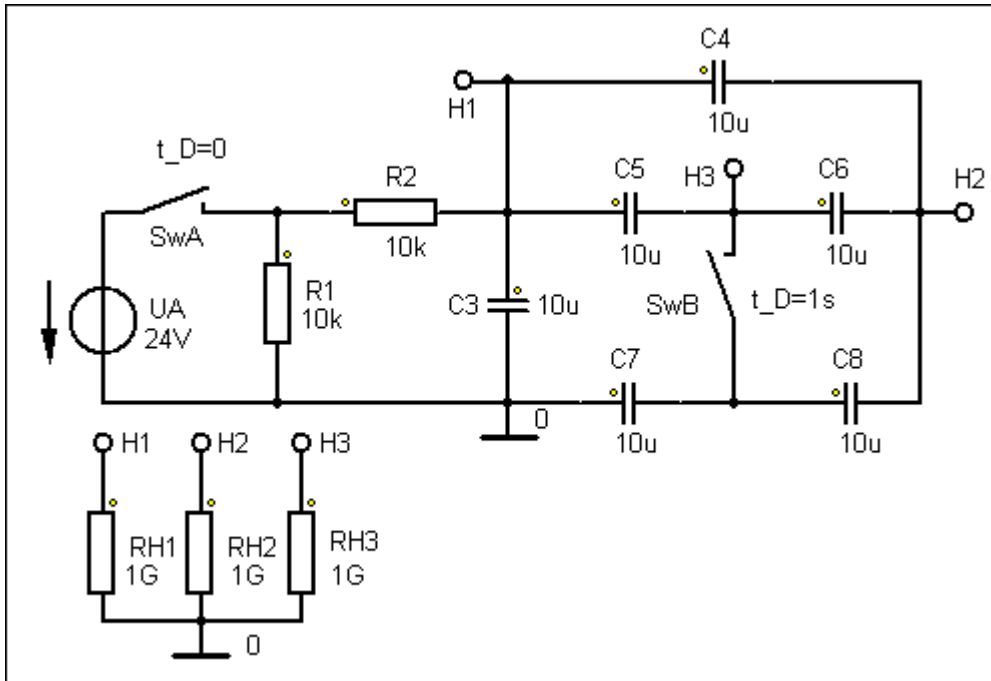 C4
H1
10u
t_D=0
R2
C5
H3
C6
H2
SwA
10k
10u
10u
UA
24V
R1
10k
C3
10u
SwB
t_D=1s
C7
C8
0
10u
10u
H1
H2
H3
RH1
1G
RH2
1G
RH3
1G
0